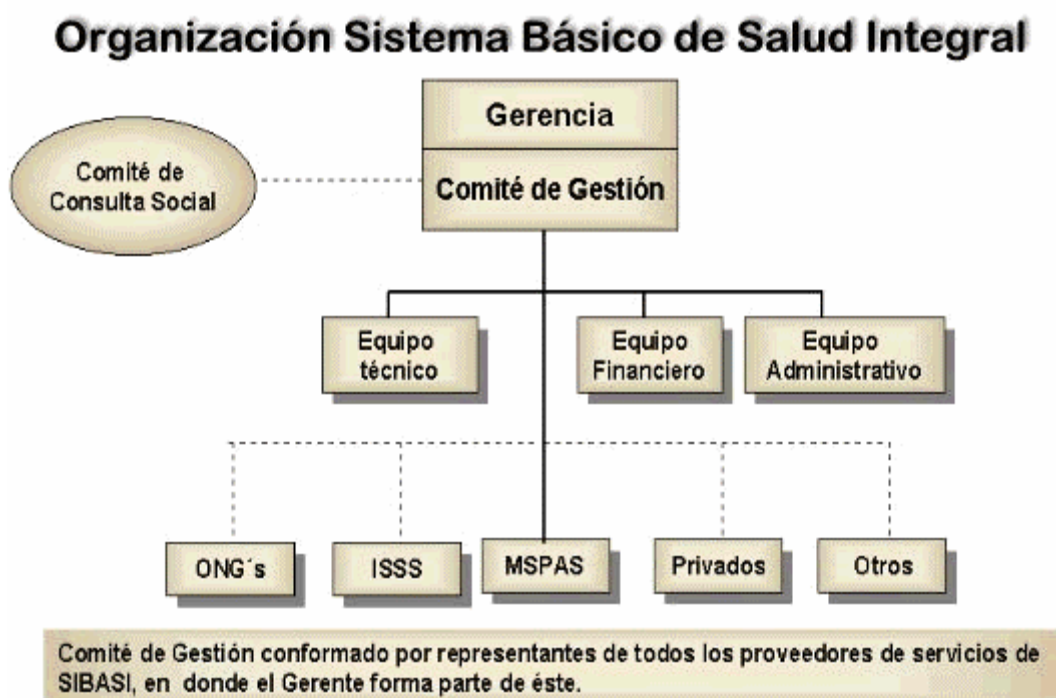 Organización Sistema Básico de Salud Integral
Gerencia
Comité de
Consulta Social
Comité de Gestión
Equipo
técnico
Equipo
Financiero
Equipo
Administrativo
ONG´s
ISSS
MSPAS
Privados
Otros
Comité de Gestión conformado por representantes de todos los proveedores de servicios de
SIBASI, en donde el Gerente forma parte de éste.